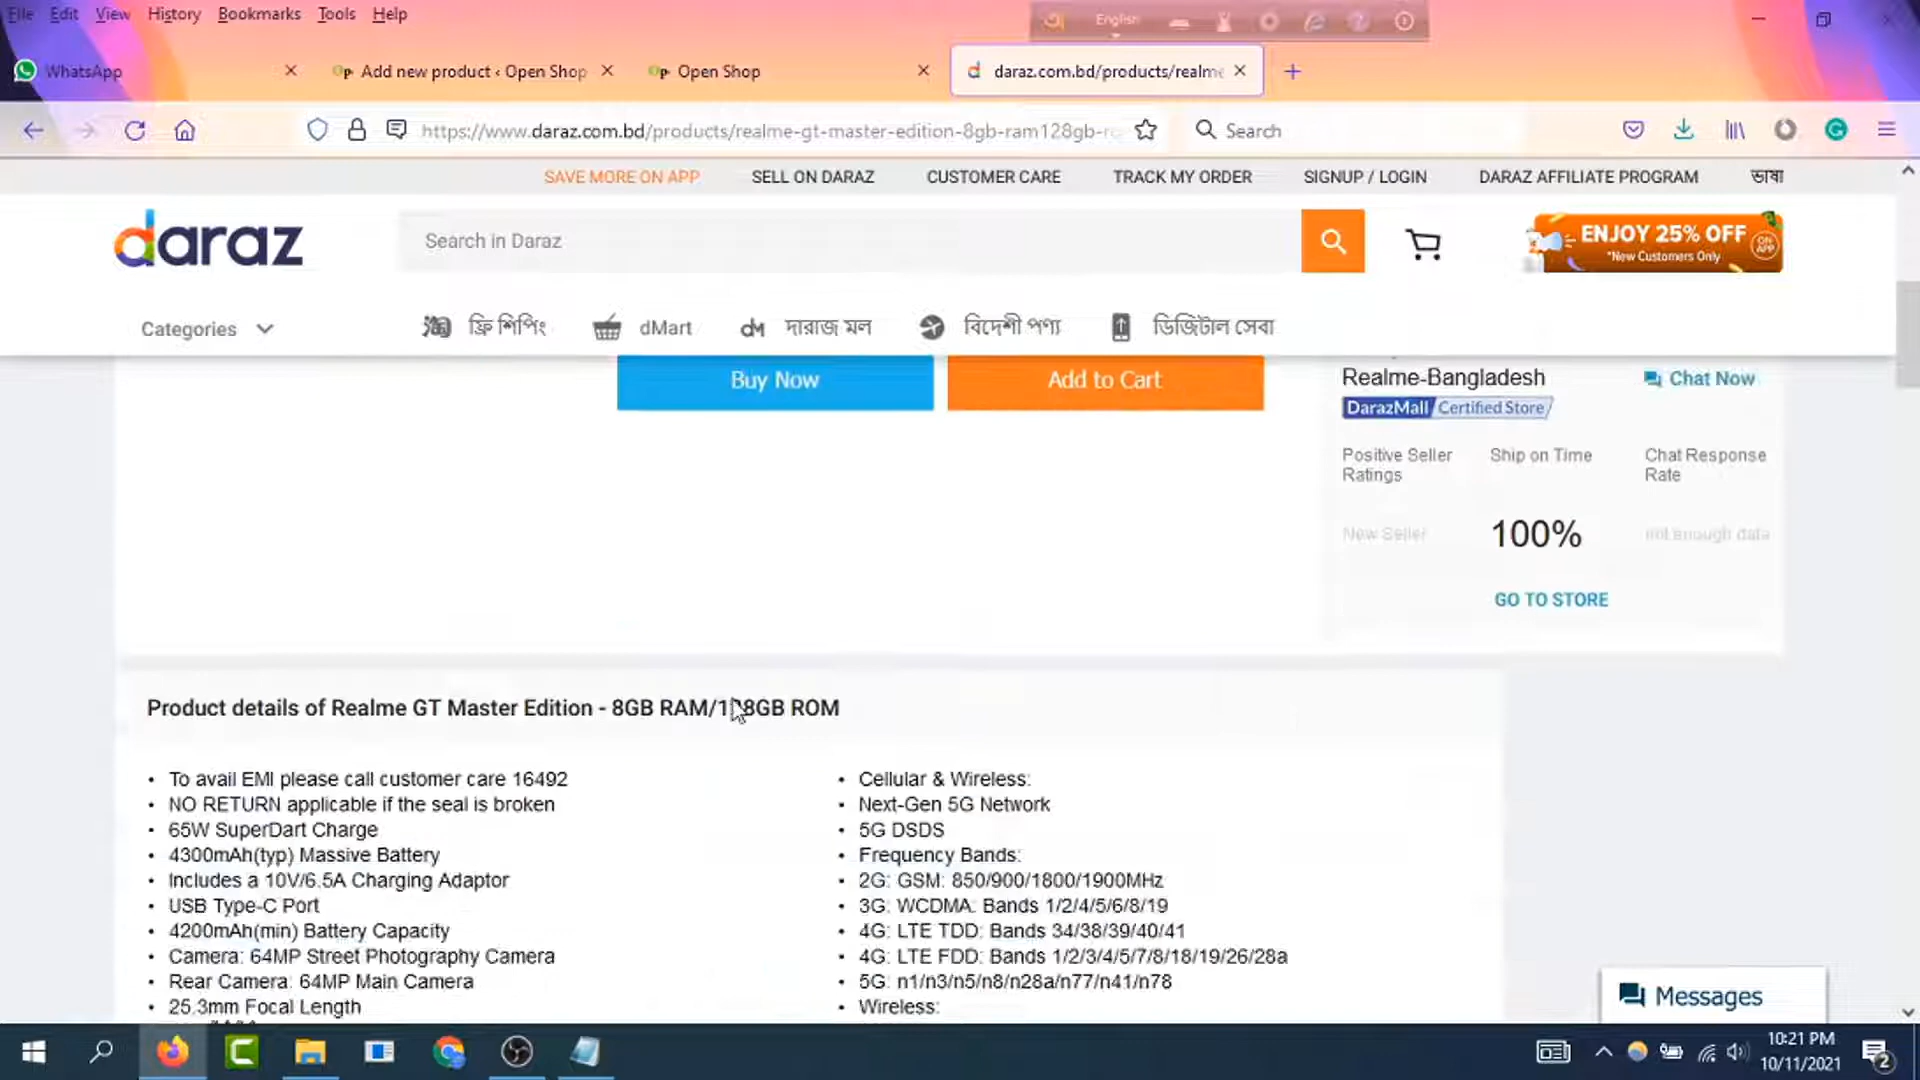 File Edit View History Bookmarks Tools Help
English
WhatsApp
Add new product ‹ Open Shop
Open Shop
daraz.com.bd/products/realme
https://www.daraz.com.bd/products/realme-gt-master-edition-8gb-ram128gb-ro
Search
SAVE MORE ON APP SELL ON DARAZ CUSTOMER CARE TRACK MY ORDER SIGNUP / LOGIN DARAZ AFFILIATE PROGRAM ভাষা
daraz
Search in Daraz
ENJOY 25% OFF
*New Customers Only
ON APP
Categories
ফ্রি শিপিং
dMart
দারাজ মল
বিদেশী পণ্য
ডিজিটাল সেবা
Buy Now
Add to Cart
Realme-Bangladesh
Chat Now
DarazMall Certified Store
Positive Seller Ratings
Ship on Time
Chat Response Rate
New Seller
100%
not enough data
GO TO STORE
Product details of Realme GT Master Edition - 8GB RAM/128GB ROM
• To avail EMI please call customer care 16492
• NO RETURN applicable if the seal is broken
• 65W SuperDart Charge
• 4300mAh(typ) Massive Battery
• Includes a 10V/6.5A Charging Adaptor
• USB Type-C Port
• 4200mAh(min) Battery Capacity
• Camera: 64MP Street Photography Camera
• Rear Camera: 64MP Main Camera
• 25.3mm Focal Length
• Cellular & Wireless:
• Next-Gen 5G Network
• 5G DSDS
• Frequency Bands:
• 2G: GSM: 850/900/1800/1900MHz
• 3G: WCDMA: Bands 1/2/4/5/6/8/19
• 4G: LTE TDD: Bands 34/38/39/40/41
• 4G: LTE FDD: Bands 1/2/3/4/5/7/8/18/19/26/28a
• 5G: n1/n3/n5/n8/n28a/n77/n41/n78
• Wireless:
Messages
10:21 PM
10/11/2021
2